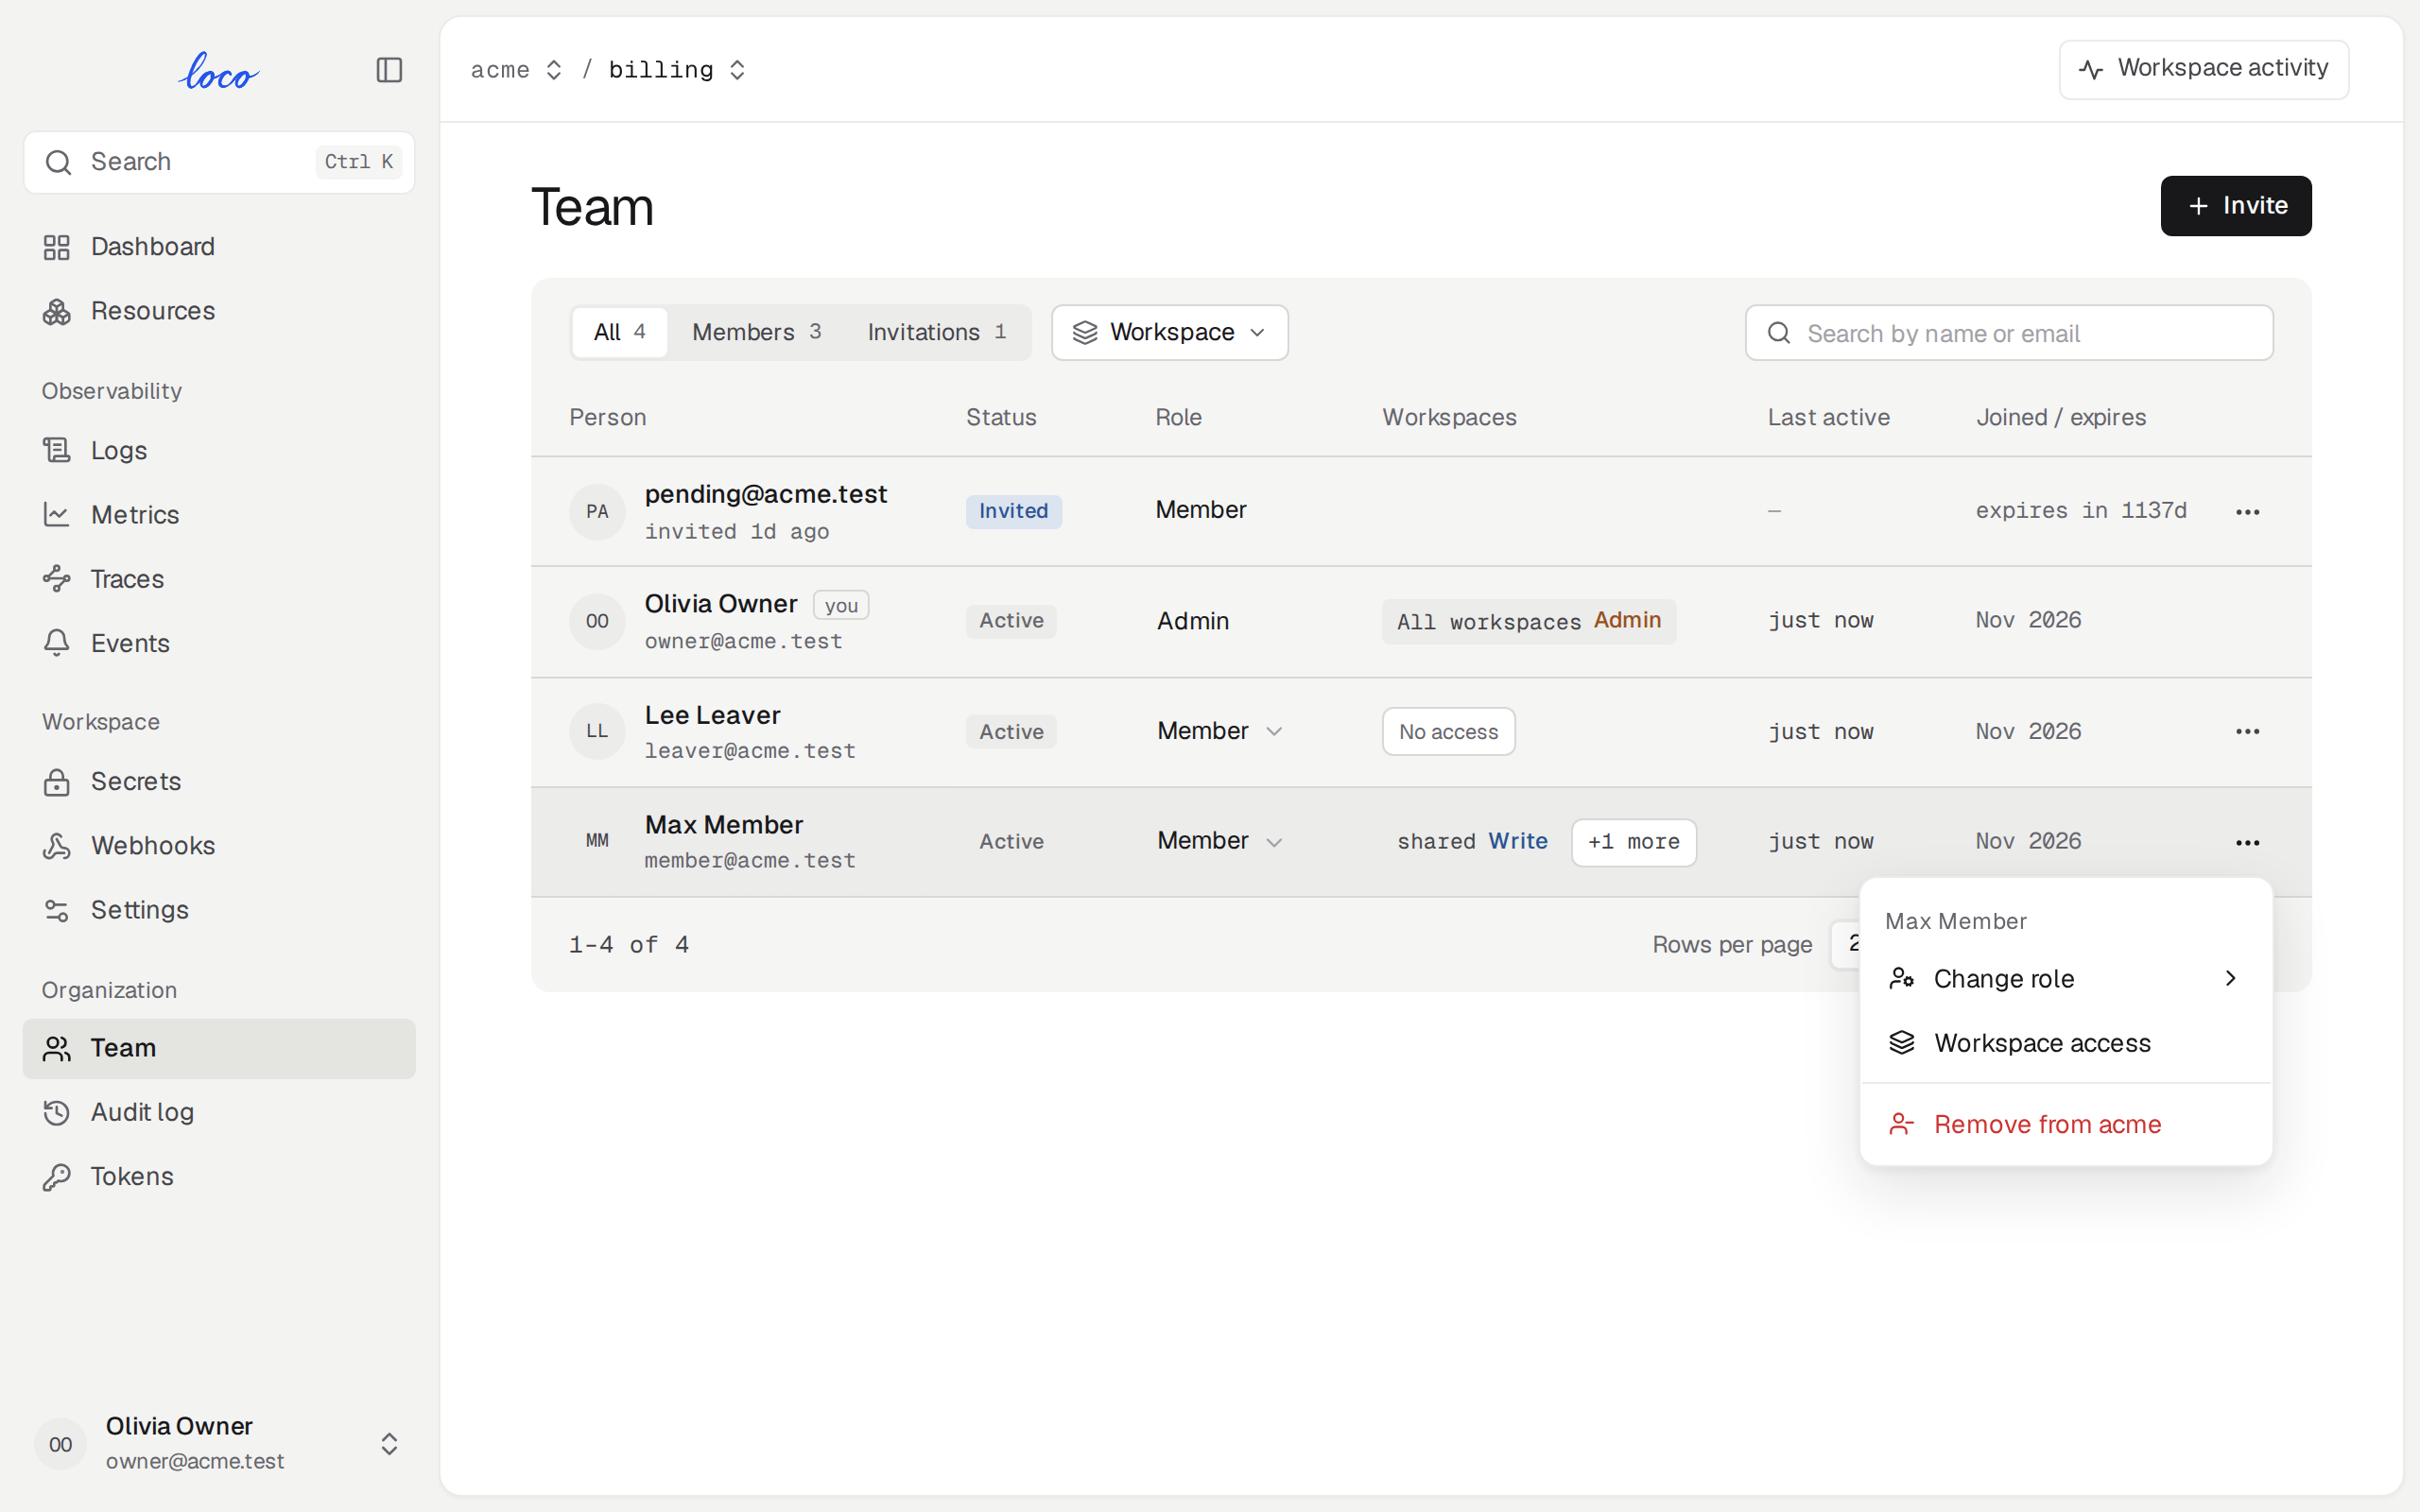 loco
Search Ctrl K
Dashboard
Resources
Observability
Logs
Metrics
Traces
Events
Workspace
Secrets
Webhooks
Settings
Organization
Team
Audit log
Tokens
OO Olivia Owner
owner@acme.test
acme / billing
Workspace activity
Team
Invite
All 4 Members 3 Invitations 1 Workspace
Search by name or email
Person Status Role Workspaces Last active Joined / expires
PA pending@acme.test Invited Member – expires in 1137d
invited 1d ago
OO Olivia Owner you Active Admin All workspaces Admin just now Nov 2026
owner@acme.test
LL Lee Leaver Active Member No access just now Nov 2026
leaver@acme.test
MM Max Member Active Member shared Write +1 more just now Nov 2026
member@acme.test
1–4 of 4 Rows per page 2
Max Member
Change role
Workspace access
Remove from acme